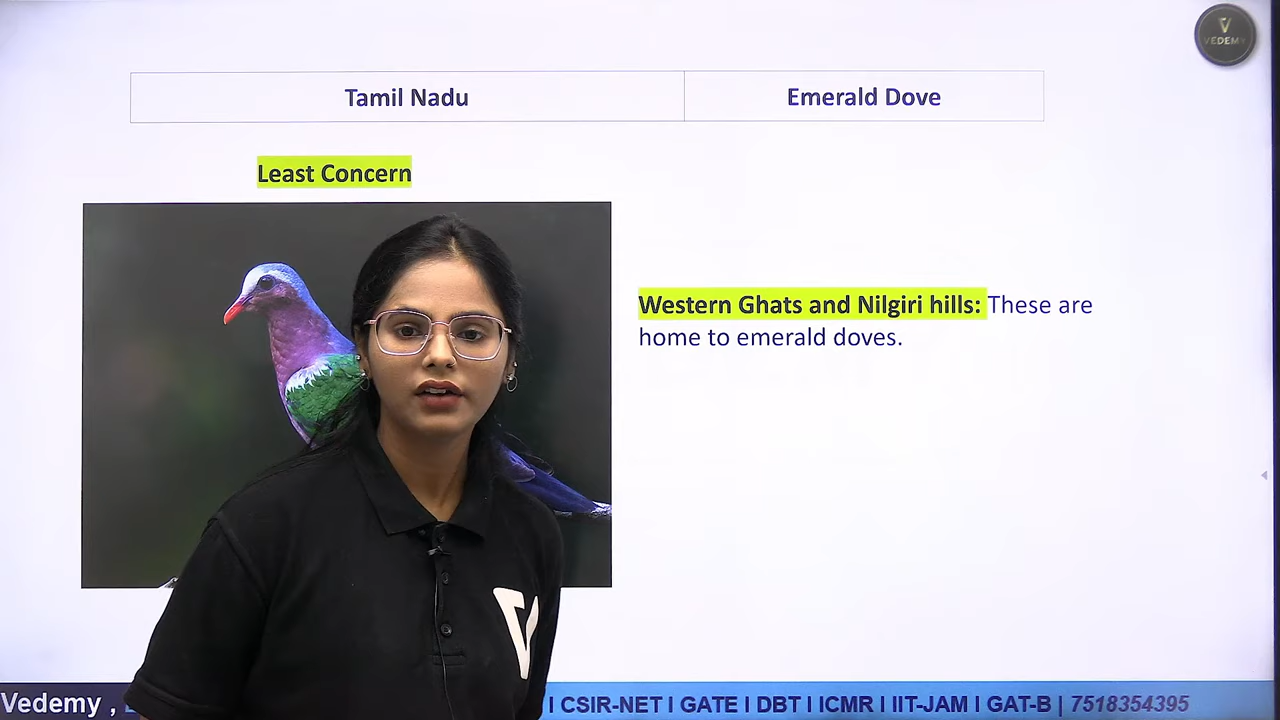 VEDEMY
Tamil Nadu
Emerald Dove
Least Concern
Western Ghats and Nilgiri hills: These are
home to emerald doves.
Vedemy ,
I CSIR-NET I GATE I DBT I ICMR I IIT-JAM I GAT-B | 7518354395